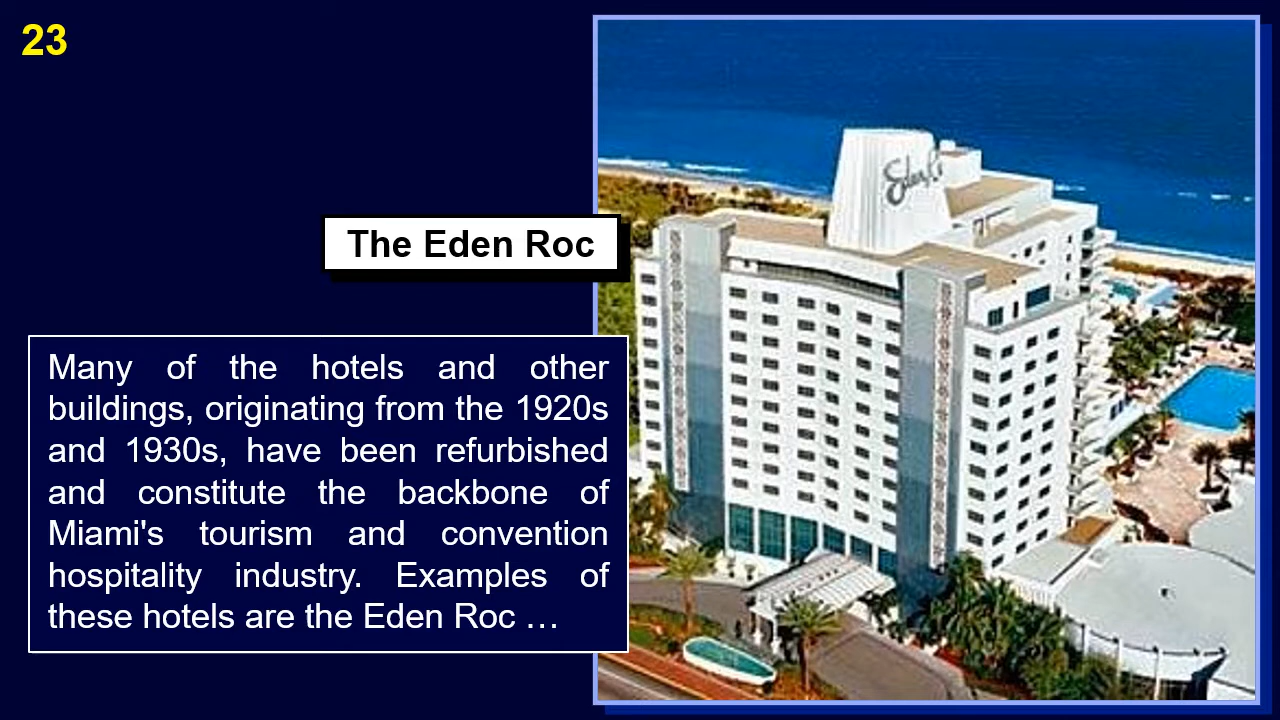 23
The Eden Roc
Many of the hotels and other
buildings, originating from the 1920s
and 1930s, have been refurbished
and constitute the backbone of
Miami's tourism and convention
hospitality industry. Examples of
these hotels are the Eden Roc …